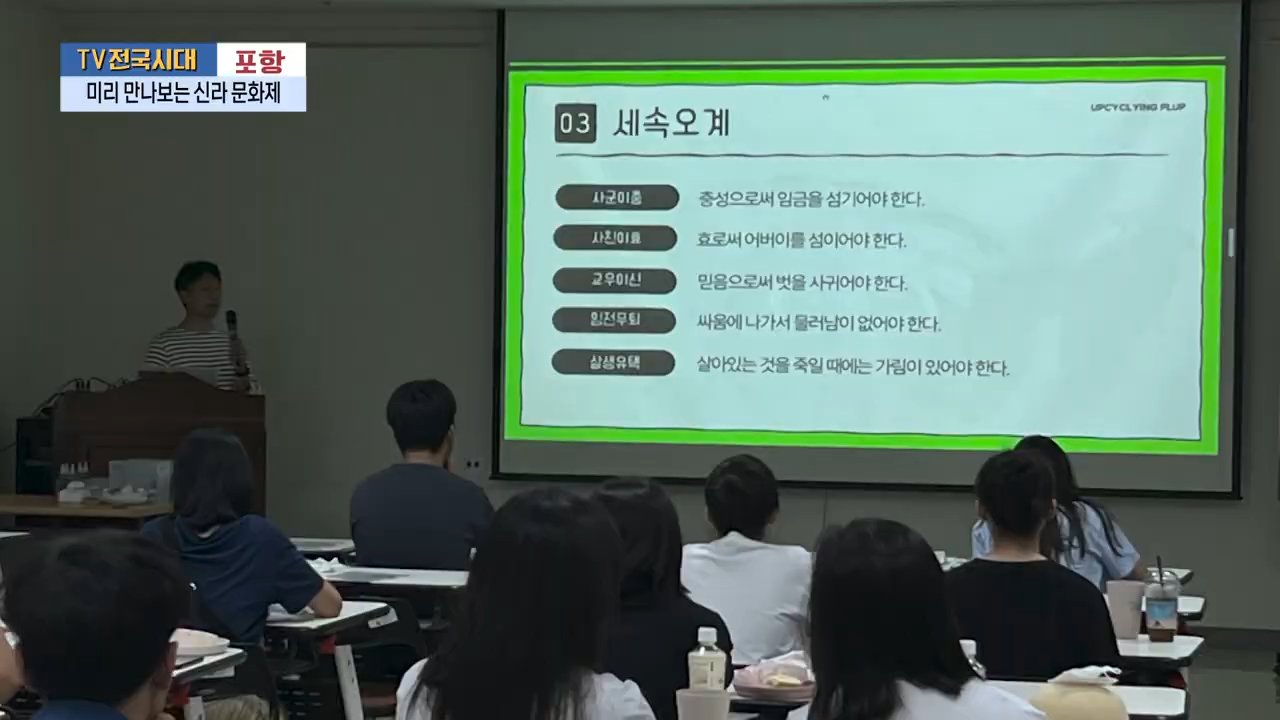 TV전국시대 포항
미리 만나보는 신라 문화제
UPCYCLYING PLUP
03 세속오계
사군이충 충성으로써 임금을 섬기어야 한다.
사친이효 효로써 어버이를 섬이어야 한다.
교우이신 믿음으로써 벗을 사귀어야 한다.
임전무퇴 싸움에 나가서 물러남이 없어야 한다.
살생유택 살아있는 것을 죽일 때에는 가림이 있어야 한다.